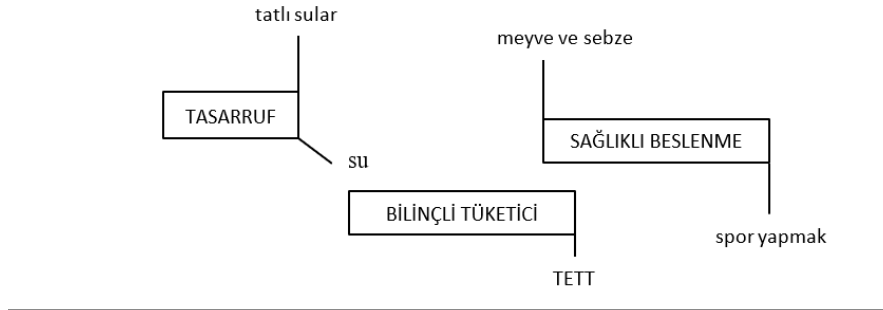 tatlı sular
meyve ve sebze
TASARRUF
SAĞLIKLI BESLENME
su
BİLİNÇLİ TÜKETİCİ
spor yapmak
TETT